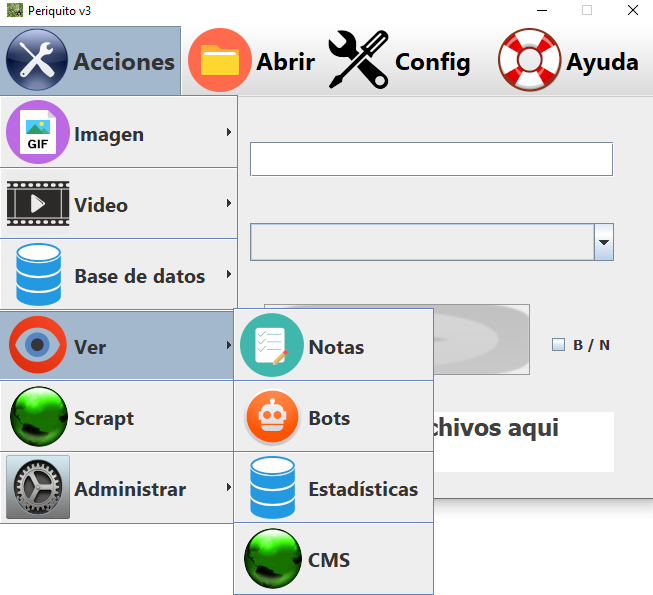 Periquito v3
Acciones Abrir Config Ayuda
GIF Imagen
Video
Base de datos
Ver
Notas
B / N
Scrapt
Bots
chivos aqui
Administrar
Estadísticas
CMS